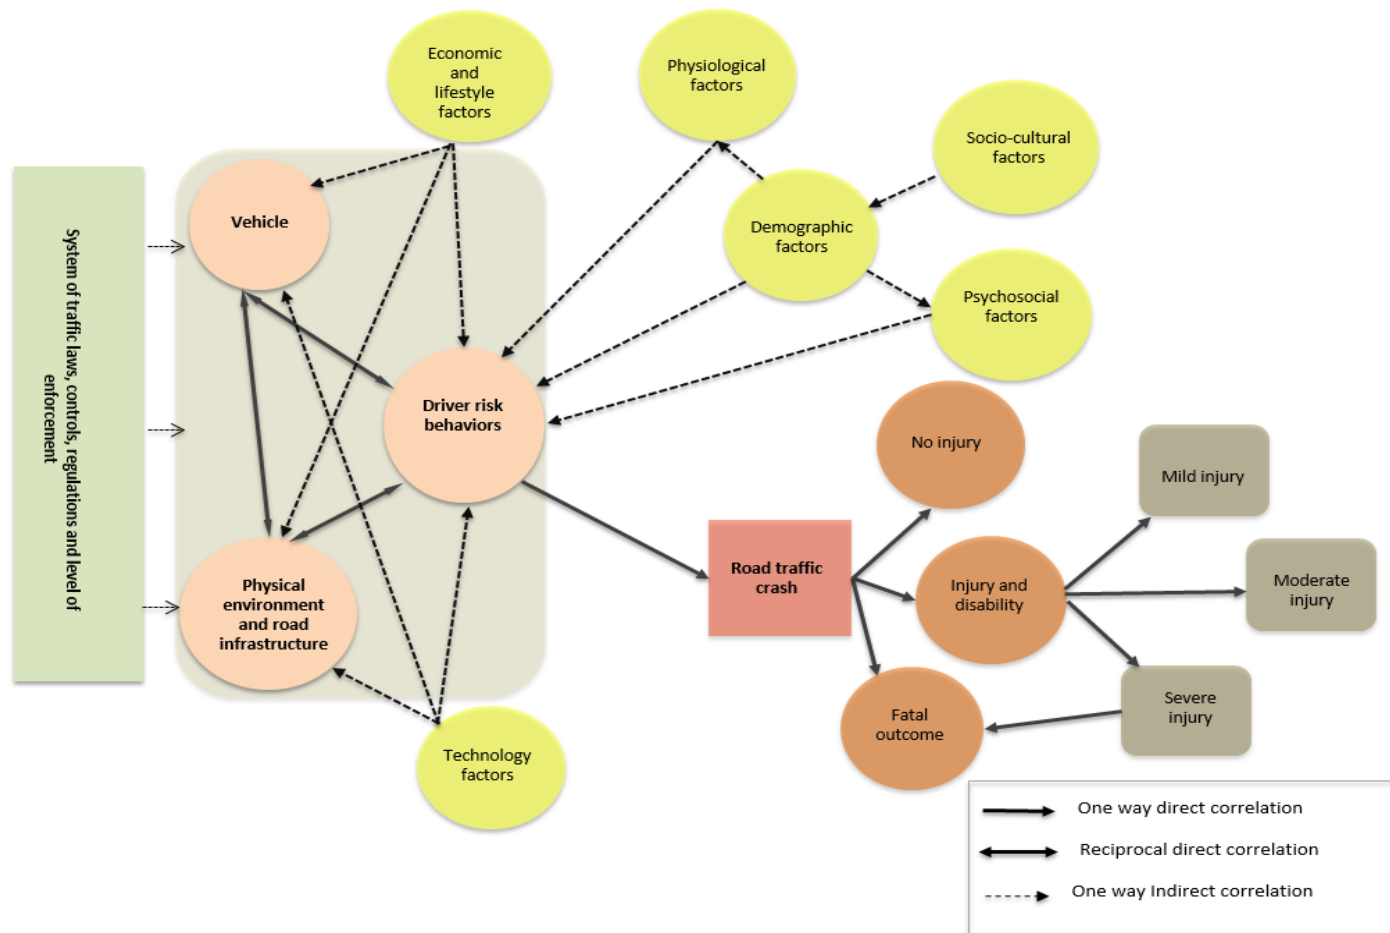 Economic
and
lifestyle
factors
Physiological
factors
Socio-cultural
factors
Demographic
factors
Psychosocial
factors
System of traffic laws, controls, regulations and level of
enforcement
Vehicle
Driver risk
behaviors
Physical
environment
and road
infrastructure
Technology
factors
Road traffic
crash
No injury
Injury and
disability
Fatal
outcome
Mild injury
Moderate
injury
Severe
injury
One way direct correlation
Reciprocal direct correlation
One way Indirect correlation